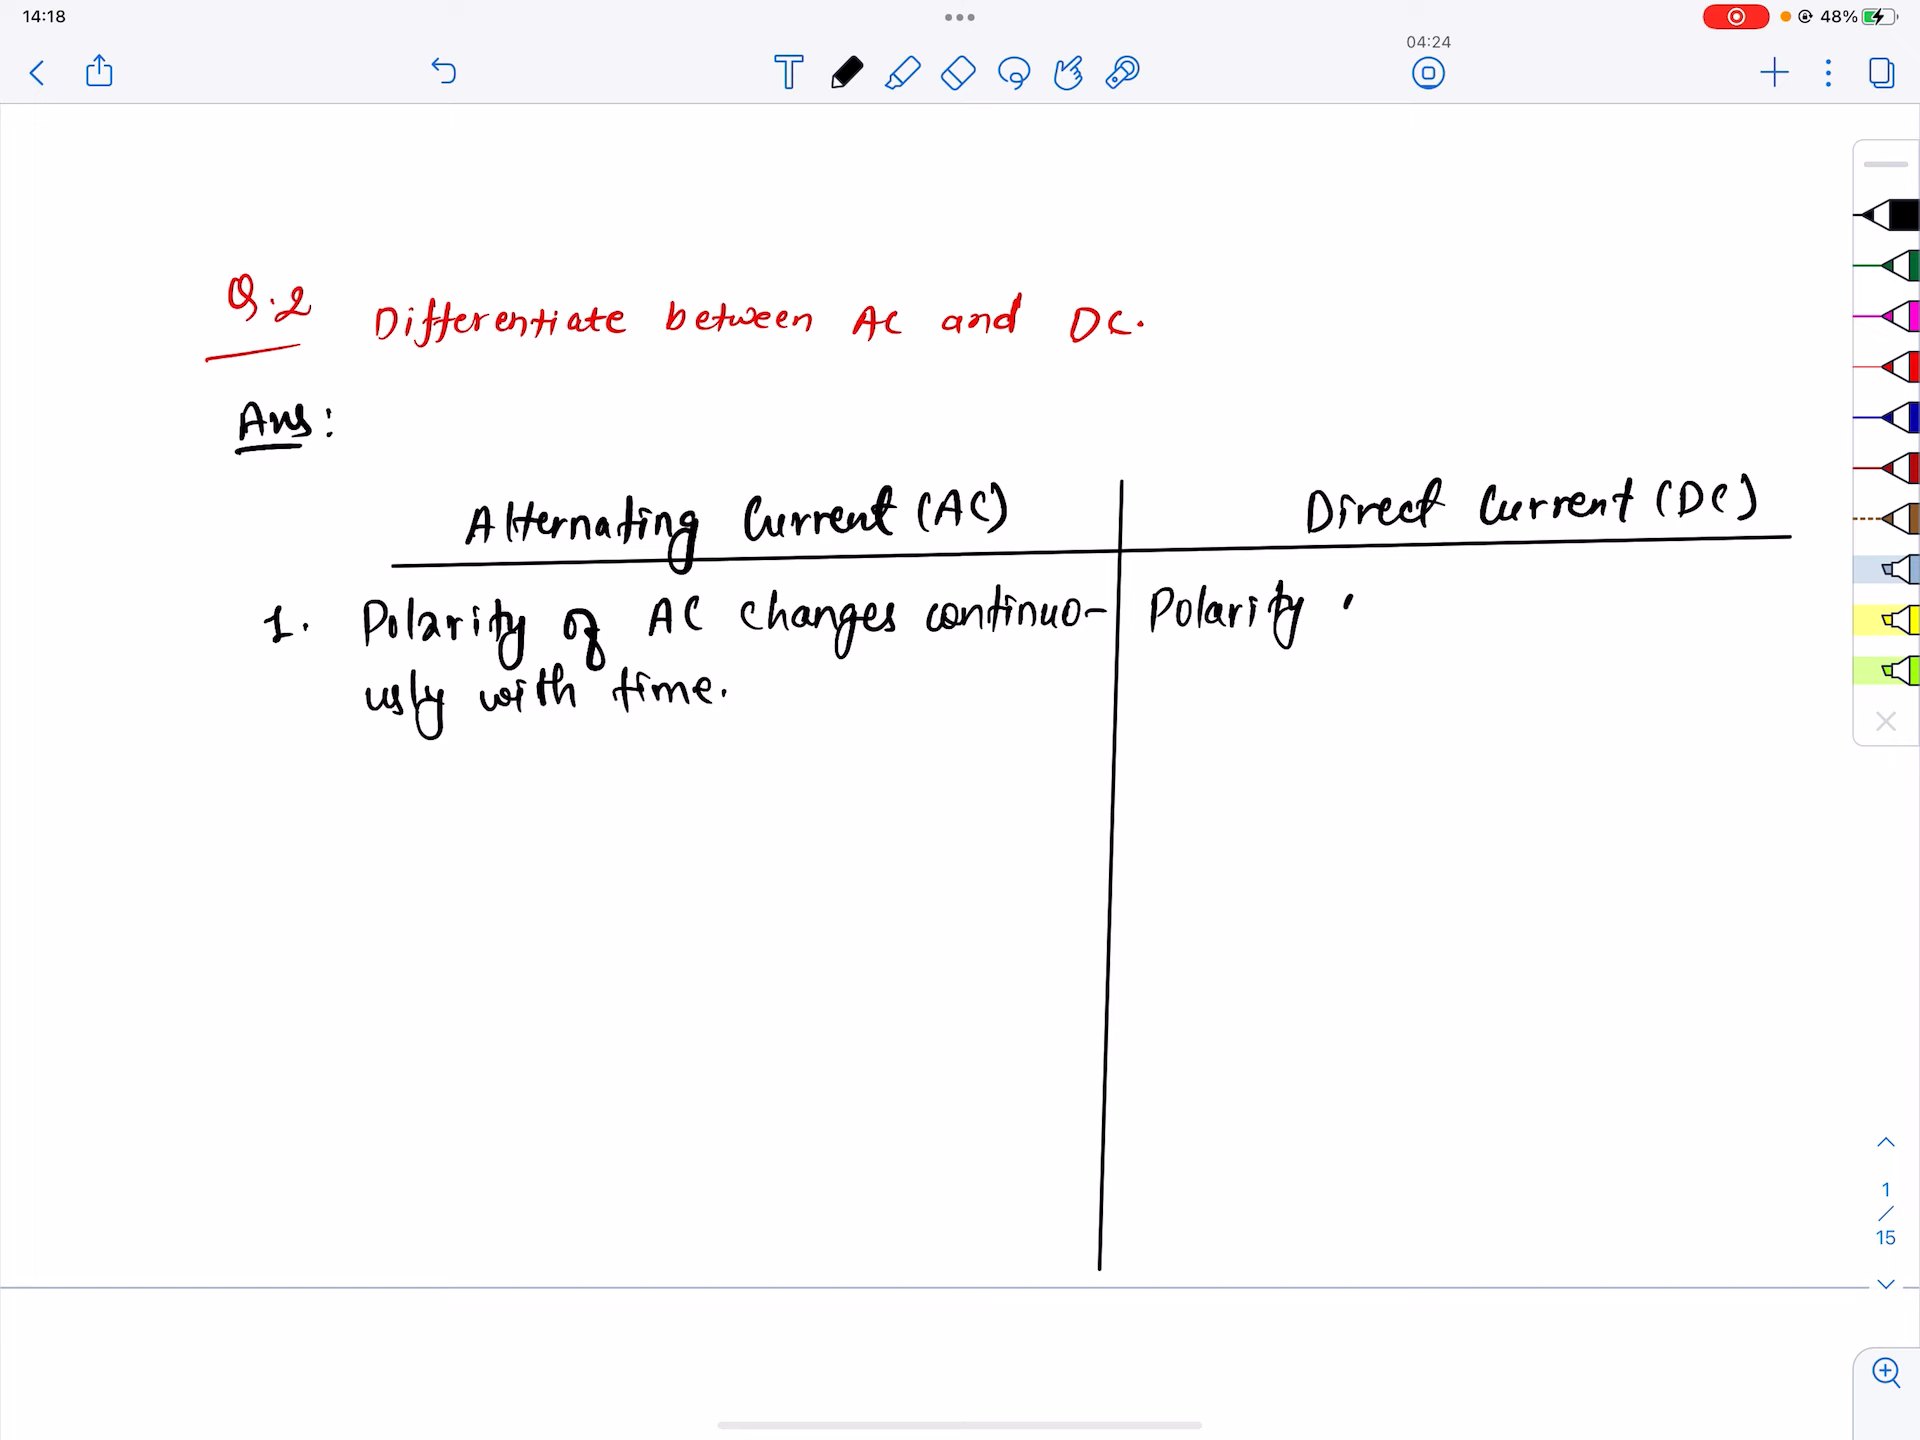 14:18
48%
04:24
Q.2 Differentiate between AC and DC.
Ans:
Alternating Current (AC) Direct Current (DC)
1. Polarity of AC changes continuo- Polarity
usly with time.
1
/
15